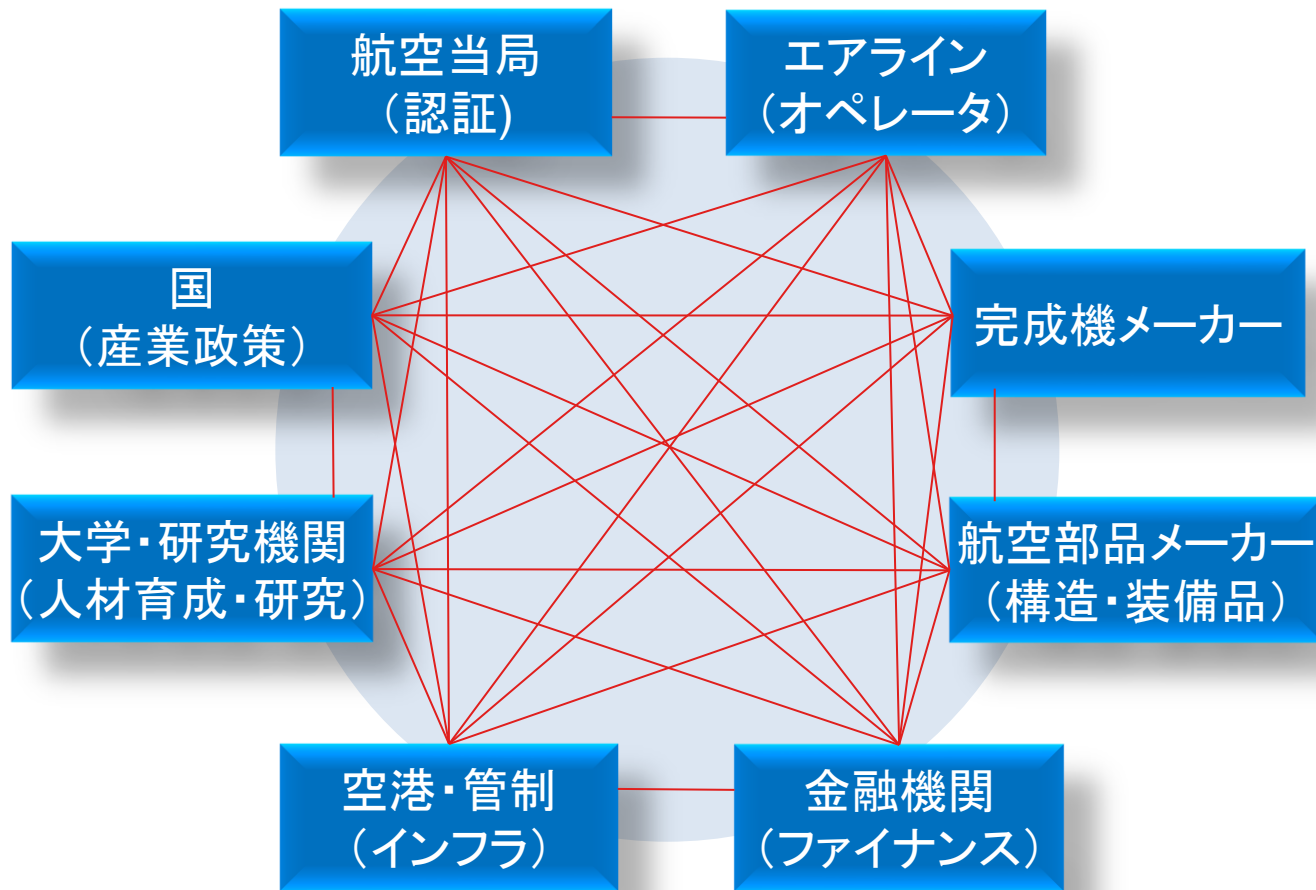 航空当局
（認証)
エアライン
（オペレータ）
国
（産業政策）
完成機メーカー
大学・研究機関
（人材育成・研究）
航空部品メーカー
（構造・装備品）
空港・管制
（インフラ）
金融機関
（ファイナンス）